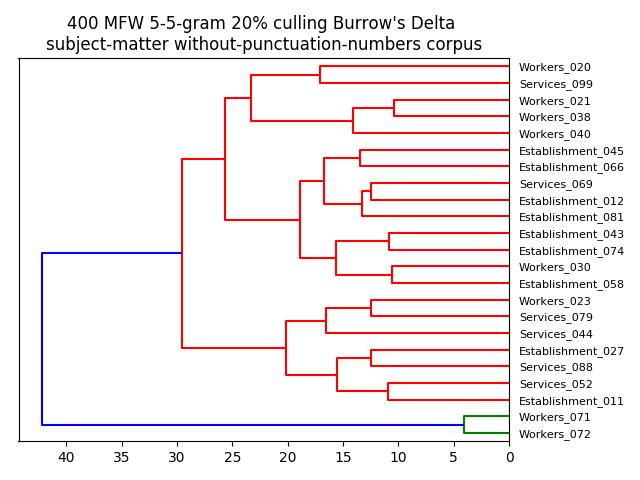 400 MFW 5-5-gram 20% culling Burrow's Delta
subject-matter without-punctuation-numbers corpus
Workers_020
Services_099
Workers_021
Workers_038
Workers_040
Establishment_045
Establishment_066
Services_069
Establishment_012
Establishment_081
Establishment_043
Establishment_074
Workers_030
Establishment_058
Workers_023
Services_079
Services_044
Establishment_027
Services_088
Services_052
Establishment_011
Workers_071
Workers_072
40 35 30 25 20 15 10 5 0